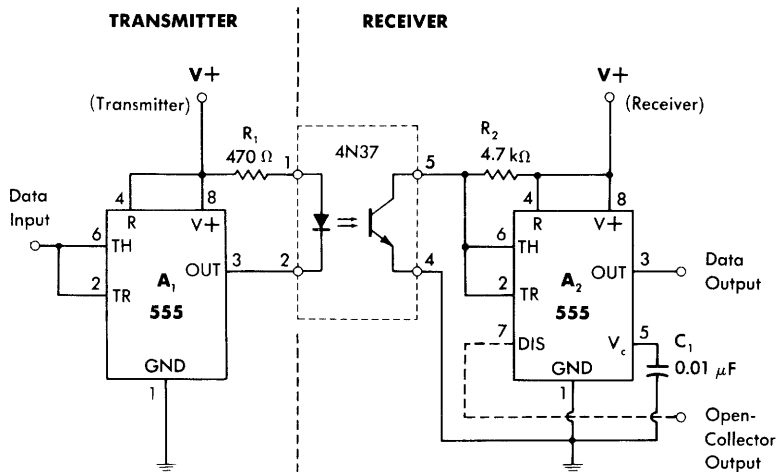 TRANSMITTER
RECEIVER
V+
(Transmitter)
V+
(Receiver)
R₁
470 Ω
4N37
R₂
4.7 kΩ
1
5
4
8
4
8
Data
Input
R
V+
R
V+
6
TH
6
TH
2
TR
A₁
555
OUT
3
2
4
2
TR
A₂
555
OUT
3
Data
Output
7
DIS
V꜀
5
C₁
0.01 μF
GND
1
GND
1
Open-
Collector
Output